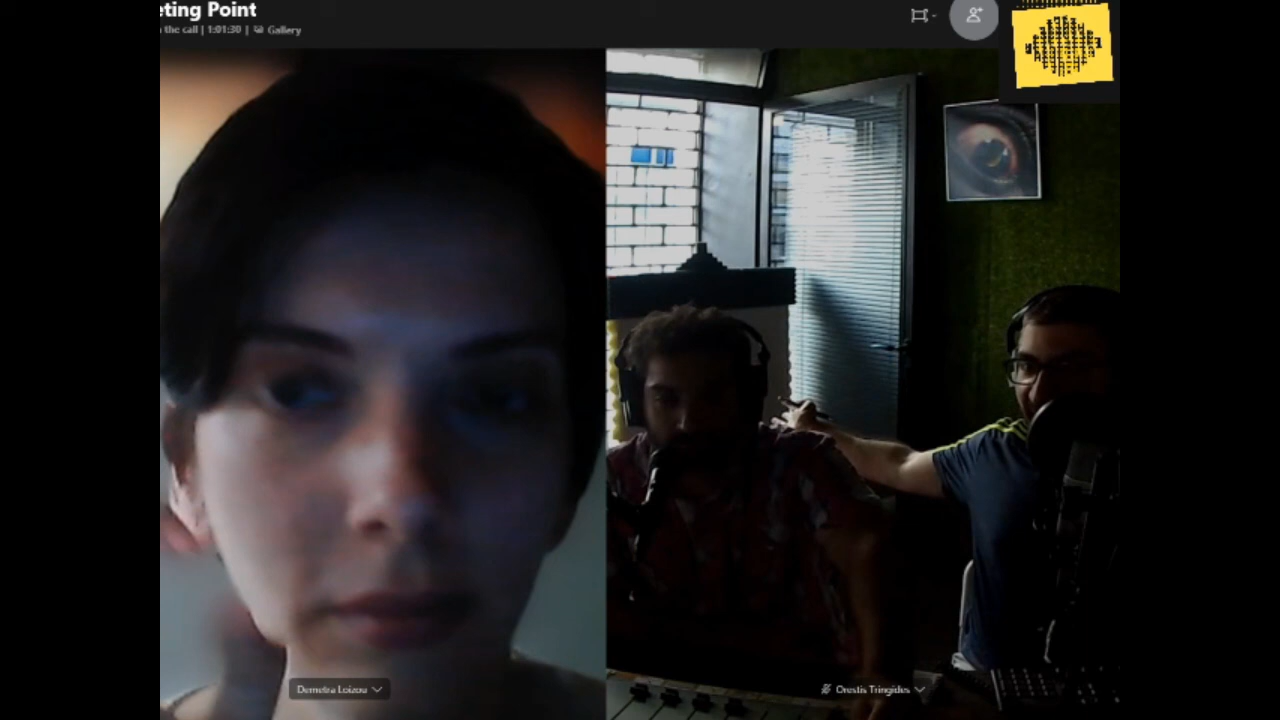 eting Point
the call | 1:01:30 | Gallery
Demetra Loizou
Orestis Tringides